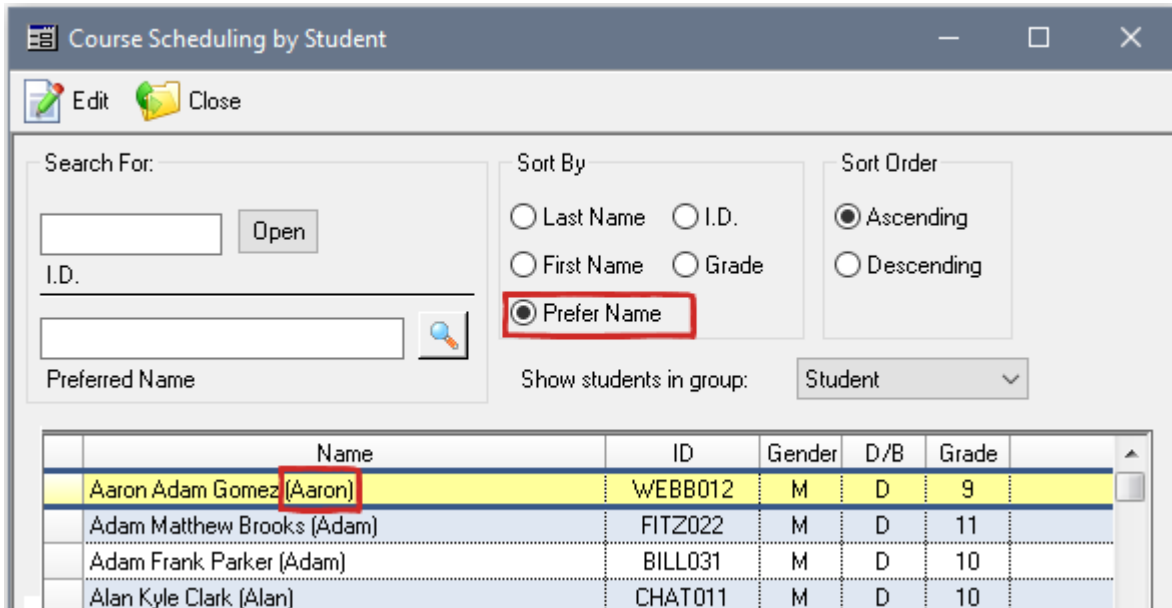 Course Scheduling by Student
Edit Close
Search For:
Open
I.D.
Preferred Name
Sort By
Last Name I.D.
First Name Grade
Prefer Name
Sort Order
Ascending
Descending
Show students in group: Student
Name ID Gender D/B Grade
Aaron Adam Gomez (Aaron) WEBB012 M D 9
Adam Matthew Brooks (Adam) FITZ022 M D 11
Adam Frank Parker (Adam) BILL031 M D 10
Alan Kyle Clark (Alan) CHAT011 M D 10